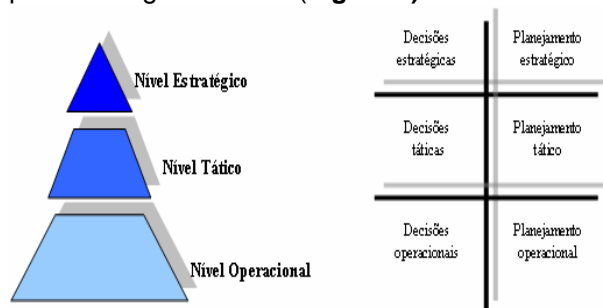 Nível Estratégico
Nível Tático
Nível Operacional
Decisões
estratégicas
Planejamento
estratégico
Decisões
táticas
Planejamento
tático
Decisões
operacionais
Planejamento
operacional